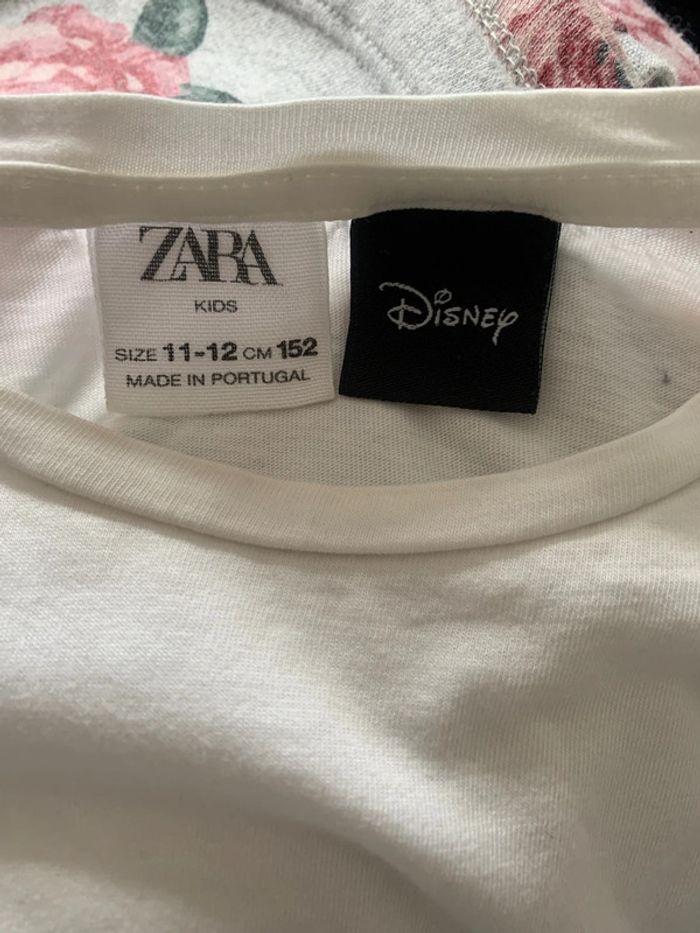 ZARA
KIDS
SIZE 11-12 CM 152
MADE IN PORTUGAL
Disney